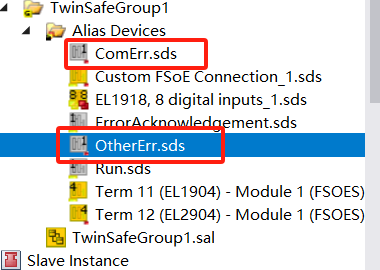 TwinSafeGroup1
Alias Devices
ComErr.sds
Custom FSoE Connection_1.sds
EL1918, 8 digital inputs_1.sds
ErrorAcknowledgement.sds
OtherErr.sds
Run.sds
Term 11 (EL1904) - Module 1 (FSOES)
Term 12 (EL2904) - Module 1 (FSOES)
TwinSafeGroup1.sal
Slave Instance